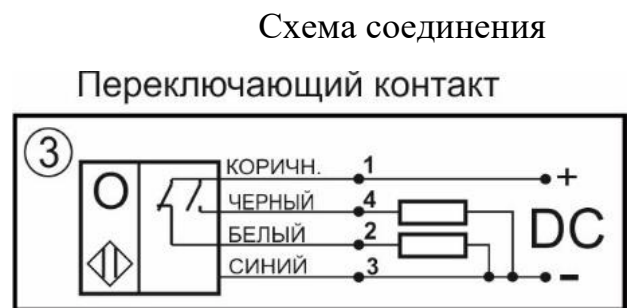 Схема соединения
Переключающий контакт
3
КОРИЧН. 1 +
O
ЧЕРНЫЙ 4
DC
БЕЛЫЙ 2
СИНИЙ 3 -